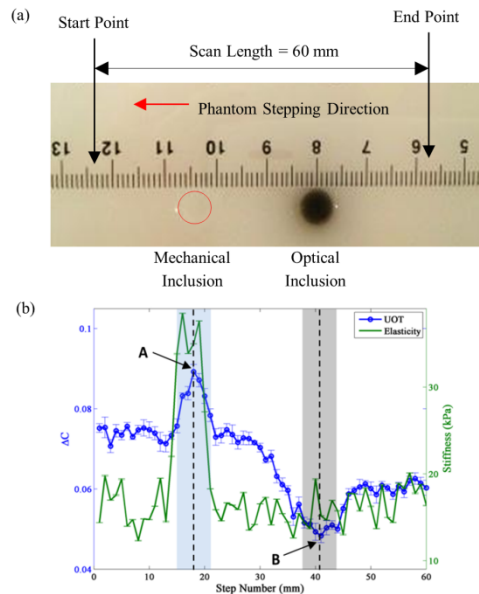 (a)
Start Point
End Point
Scan Length = 60 mm
Phantom Stepping Direction
13 12 11 10 9 8 7 6 5
Mechanical
Inclusion
Optical
Inclusion
(b)
0.1
0.08
0.06
0.04
ΔC
A
B
UOT
Elasticity
30
20
10
Stiffness (kPa)
0 10 20 30 40 50 60
Step Number (mm)